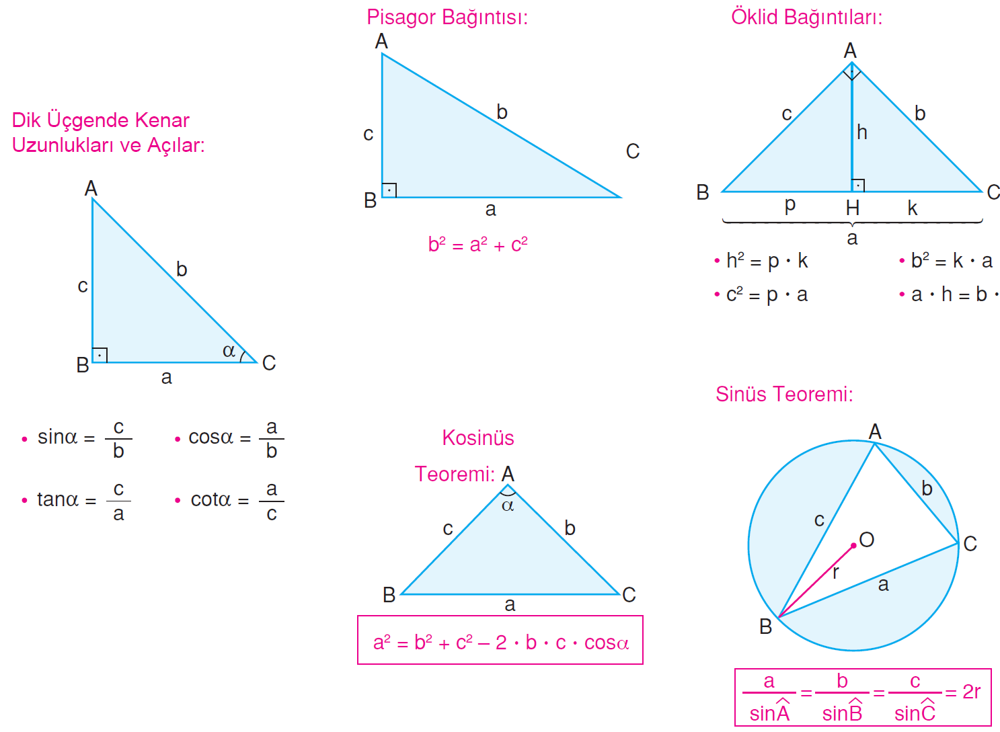 Dik Üçgende Kenar
Uzunlukları ve Açılar:
A
c
b
B
α
C
a
• sinα = c/b
• cosα = a/b
• tanα = c/a
• cotα = a/c
Pisagor Bağıntısı:
A
b
c
C
B
a
b² = a² + c²
Öklid Bağıntıları:
A
c
b
h
B
C
p
H
k
a
• h² = p · k
• b² = k · a
• c² = p · a
• a · h = b ·
Kosinüs
Teoremi:
A
α
c
b
B
C
a
a² = b² + c² – 2 · b · c · cosα
Sinüs Teoremi:
A
b
c
O
C
r
a
B
a/sinÂ = b/sinB̂ = c/sinĈ = 2r